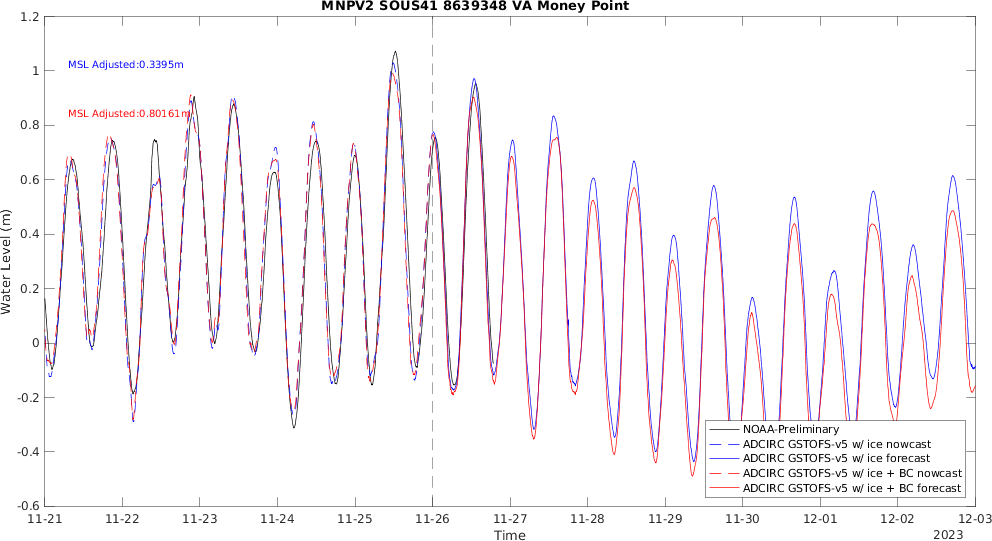 MNPV2 SOUS41 8639348 VA Money Point
1.2
1
0.8
0.6
0.4
0.2
0
-0.2
-0.4
-0.6
Water Level (m)
MSL Adjusted:0.3395m
MSL Adjusted:0.80161m
NOAA-Preliminary
ADCIRC GSTOFS-v5 w/ ice nowcast
ADCIRC GSTOFS-v5 w/ ice forecast
ADCIRC GSTOFS-v5 w/ ice + BC nowcast
ADCIRC GSTOFS-v5 w/ ice + BC forecast
11-21 11-22 11-23 11-24 11-25 11-26 11-27 11-28 11-29 11-30 12-01 12-02 12-03
Time
2023